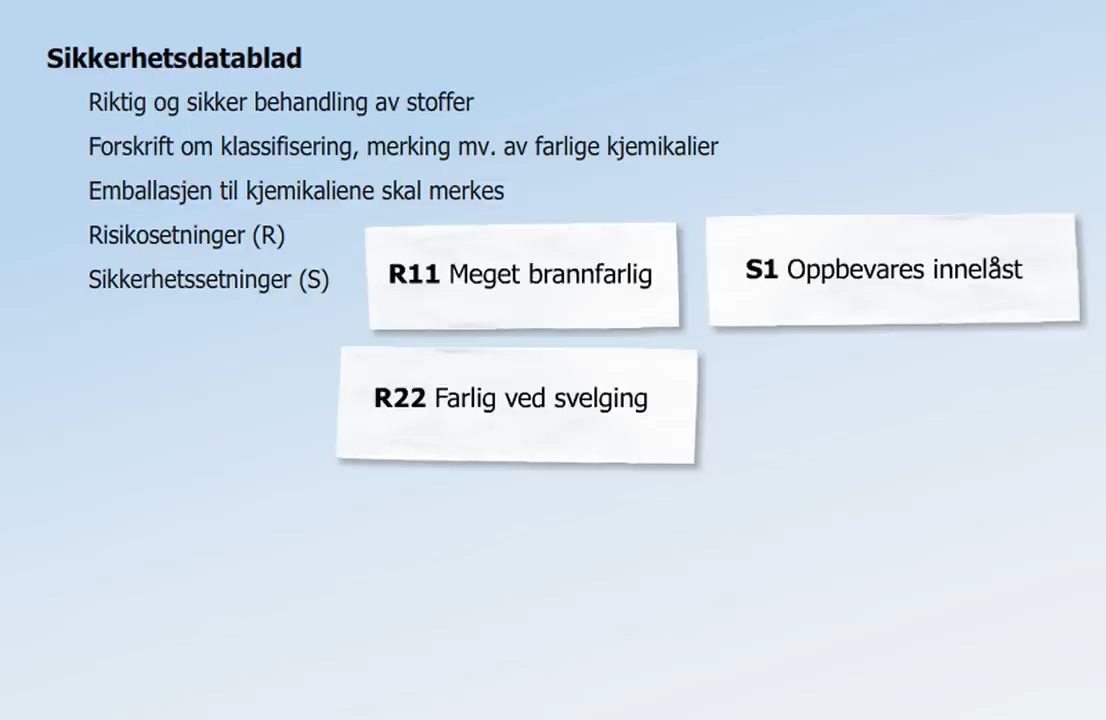 Sikkerhetsdatablad
Riktig og sikker behandling av stoffer
Forskrift om klassifisering, merking mv. av farlige kjemikalier
Emballasjen til kjemikaliene skal merkes
Risikosetninger (R)
Sikkerhetssetninger (S)
R11 Meget brannfarlig
S1 Oppbevares innelåst
R22 Farlig ved svelging